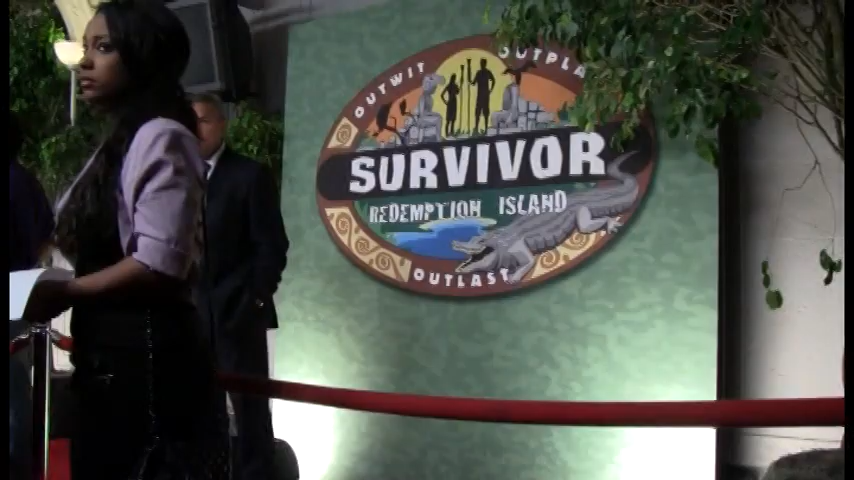 OUTWIT OUTPLA
SURVIVOR
REDEMPTION ISLAND
OUTLAST